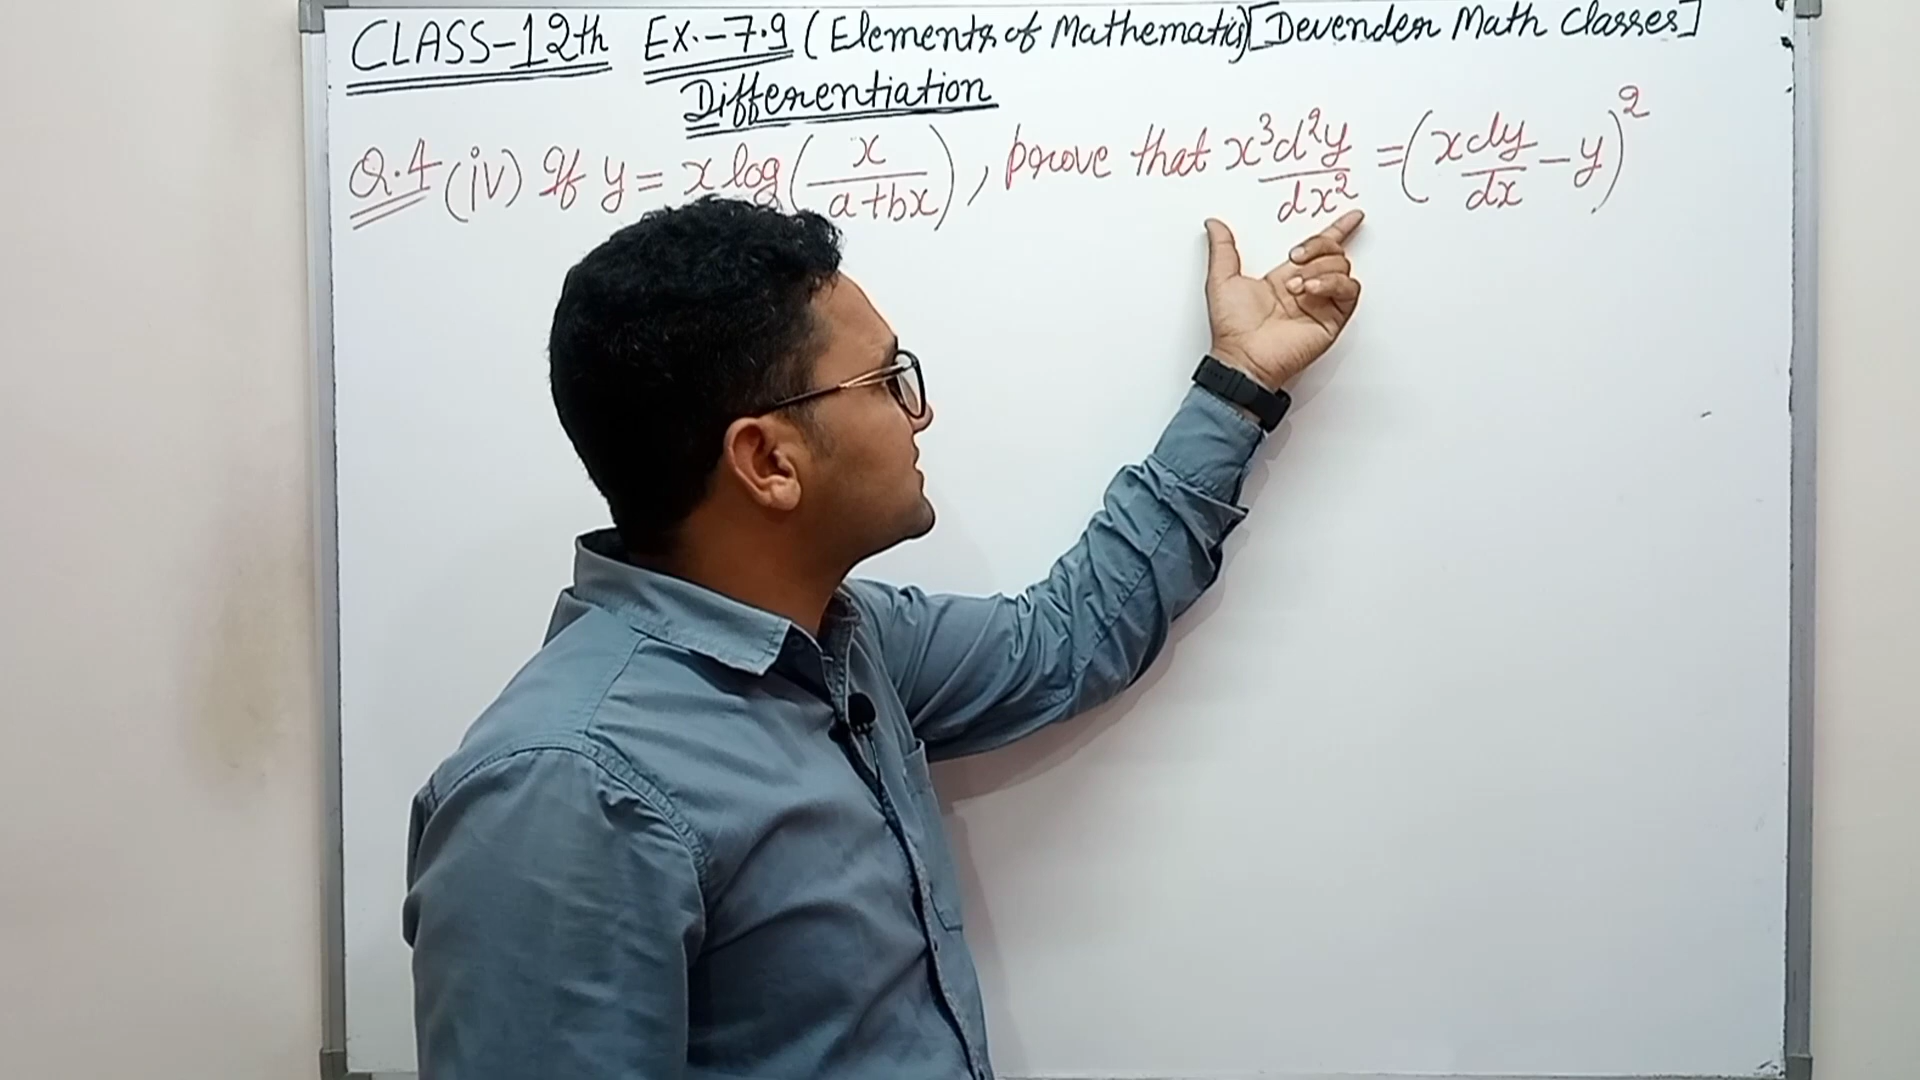 CLASS-12th Ex.-7.9 (Elements of Mathematics) [Devender Math Classes]
Differentiation
Q.4 (iv) If y = x log(x/(a+bx)), prove that x³d²y/dx² = (xdy/dx - y)²